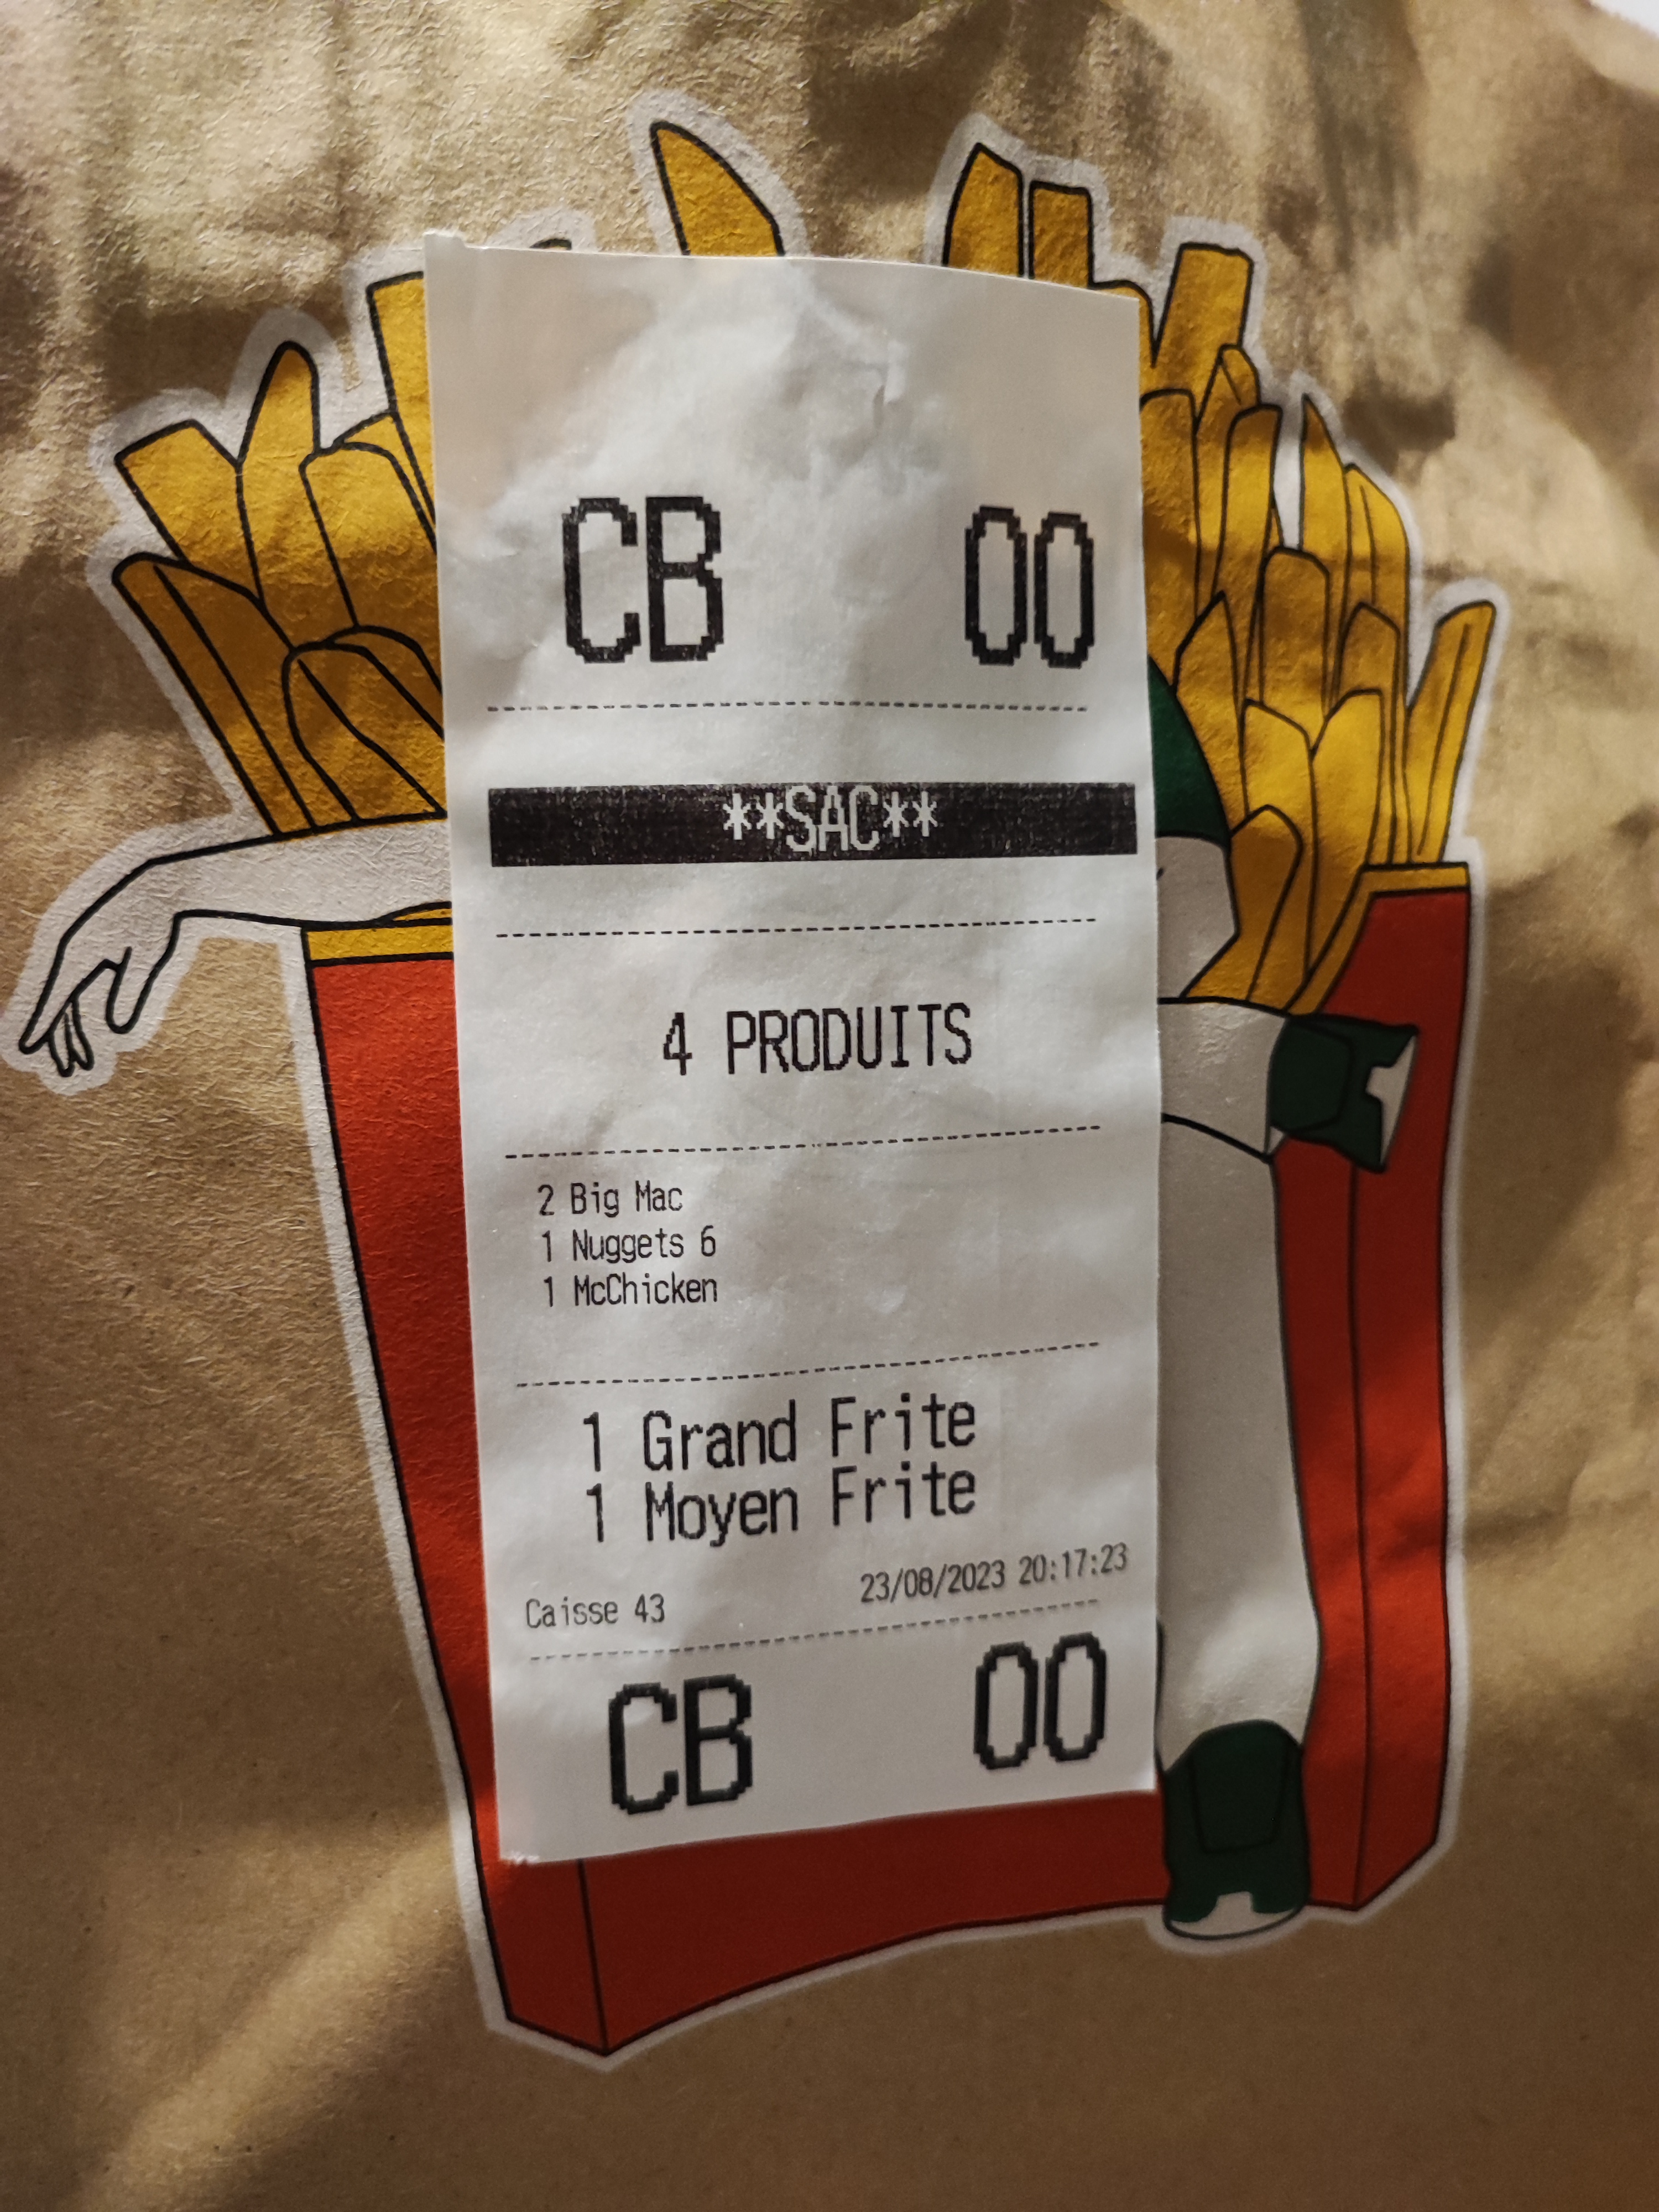 CB 00
**SAC**
4 PRODUITS
2 Big Mac
1 Nuggets 6
1 McChicken
1 Grand Frite
1 Moyen Frite
23/08/2023 20:17:23
Caisse 43
CB 00